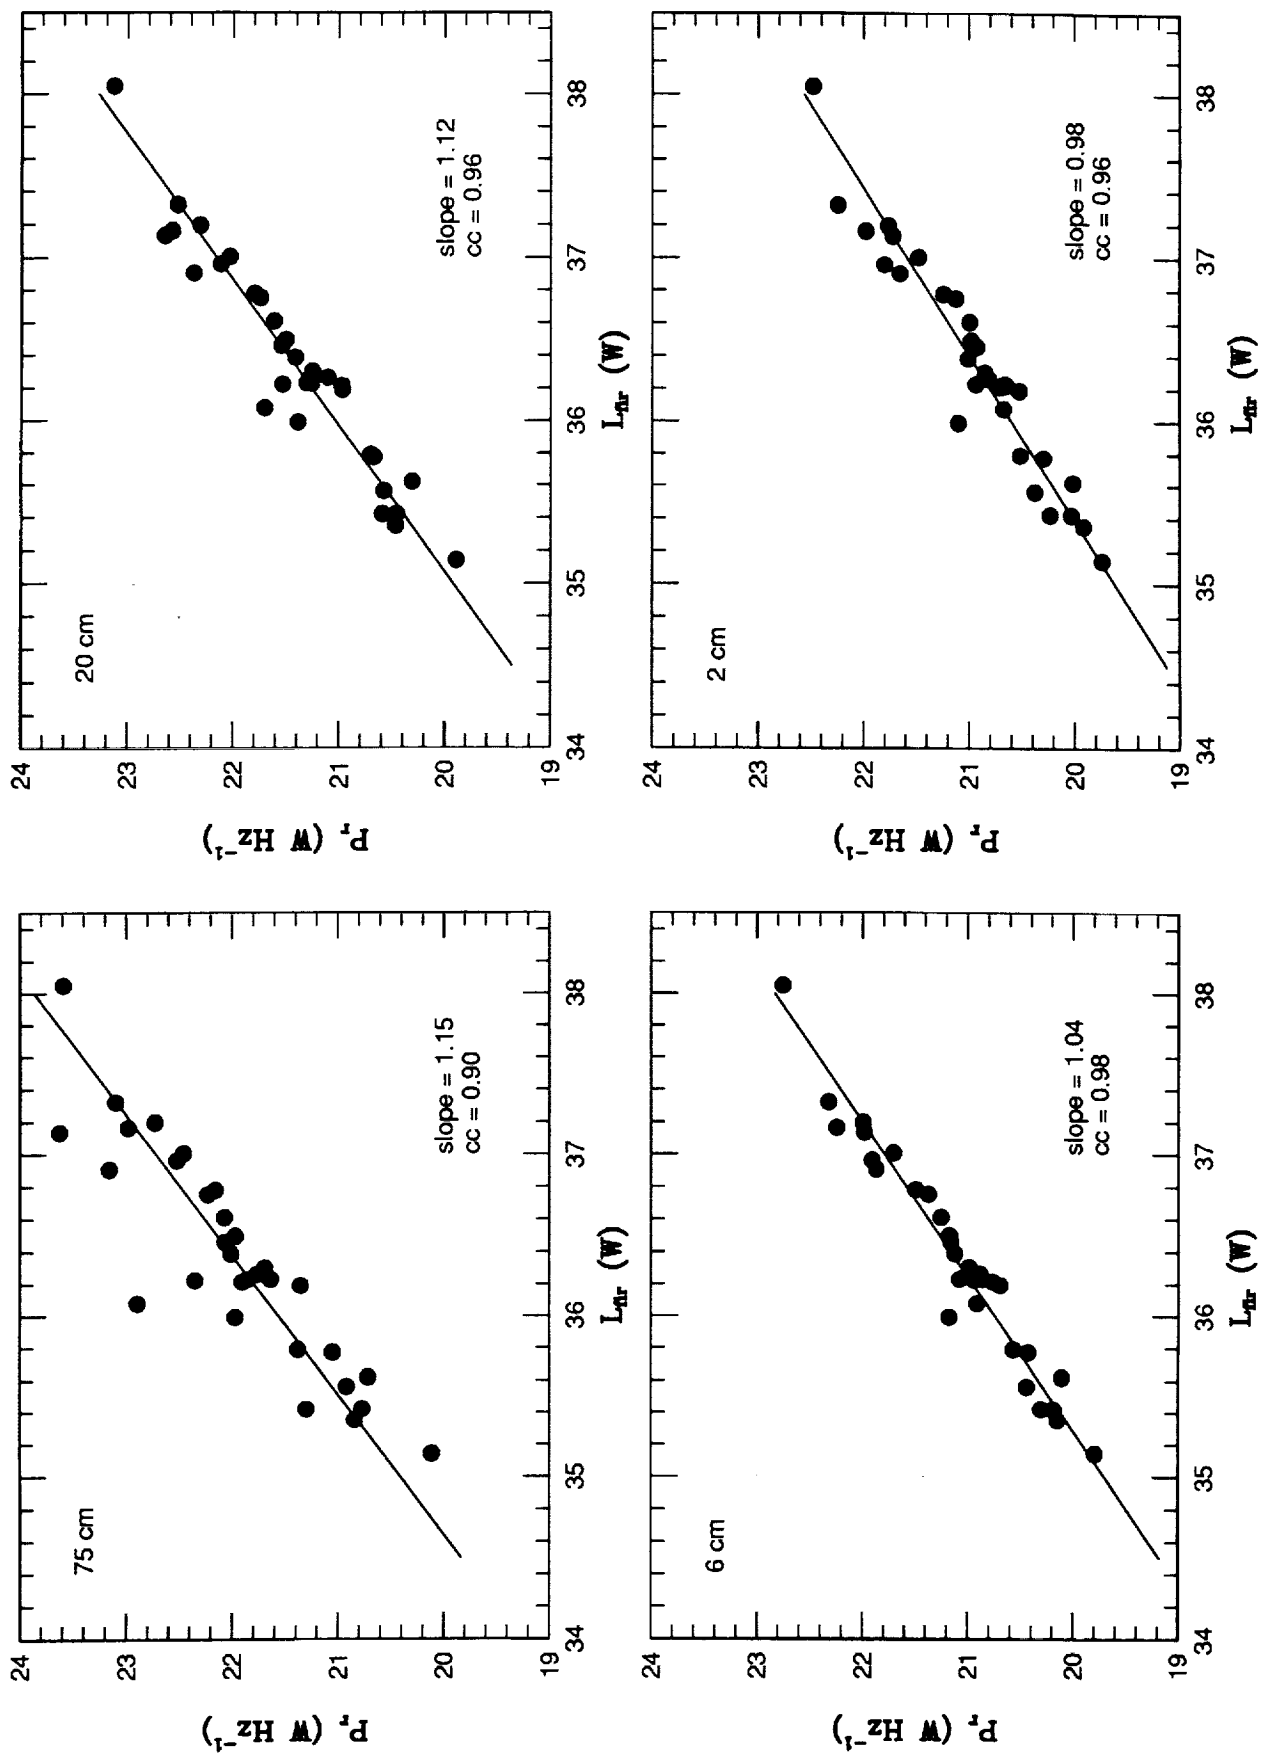 75 cm
24
23
22
21
20
19
P_r (W Hz⁻¹)
slope = 1.15
cc = 0.90
34 35 36 37 38
L_fir (W)
20 cm
24
23
22
21
20
19
P_r (W Hz⁻¹)
slope = 1.12
cc = 0.96
34 35 36 37 38
L_fir (W)
6 cm
24
23
22
21
20
19
P_r (W Hz⁻¹)
slope = 1.04
cc = 0.98
34 35 36 37 38
L_fir (W)
2 cm
24
23
22
21
20
19
P_r (W Hz⁻¹)
slope = 0.98
cc = 0.96
34 35 36 37 38
L_fir (W)